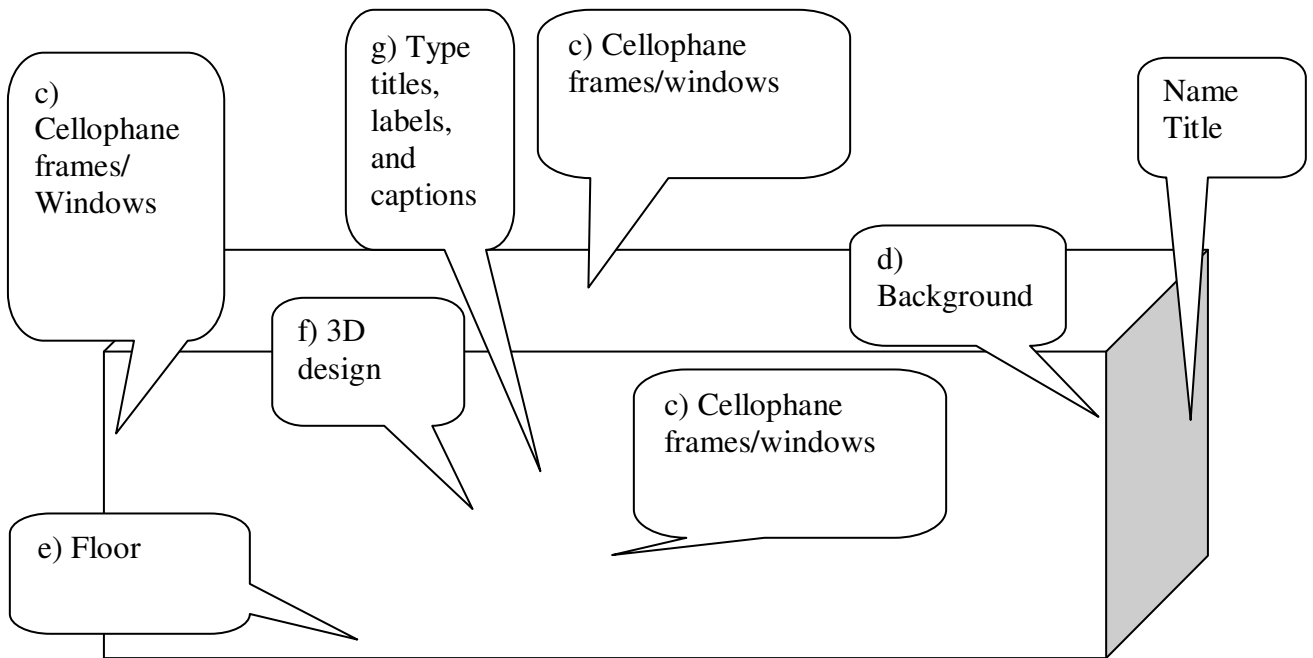 c)
Cellophane
frames/
Windows
g) Type
titles,
labels,
and
captions
c) Cellophane
frames/windows
Name
Title
d)
Background
f) 3D
design
c) Cellophane
frames/windows
e) Floor